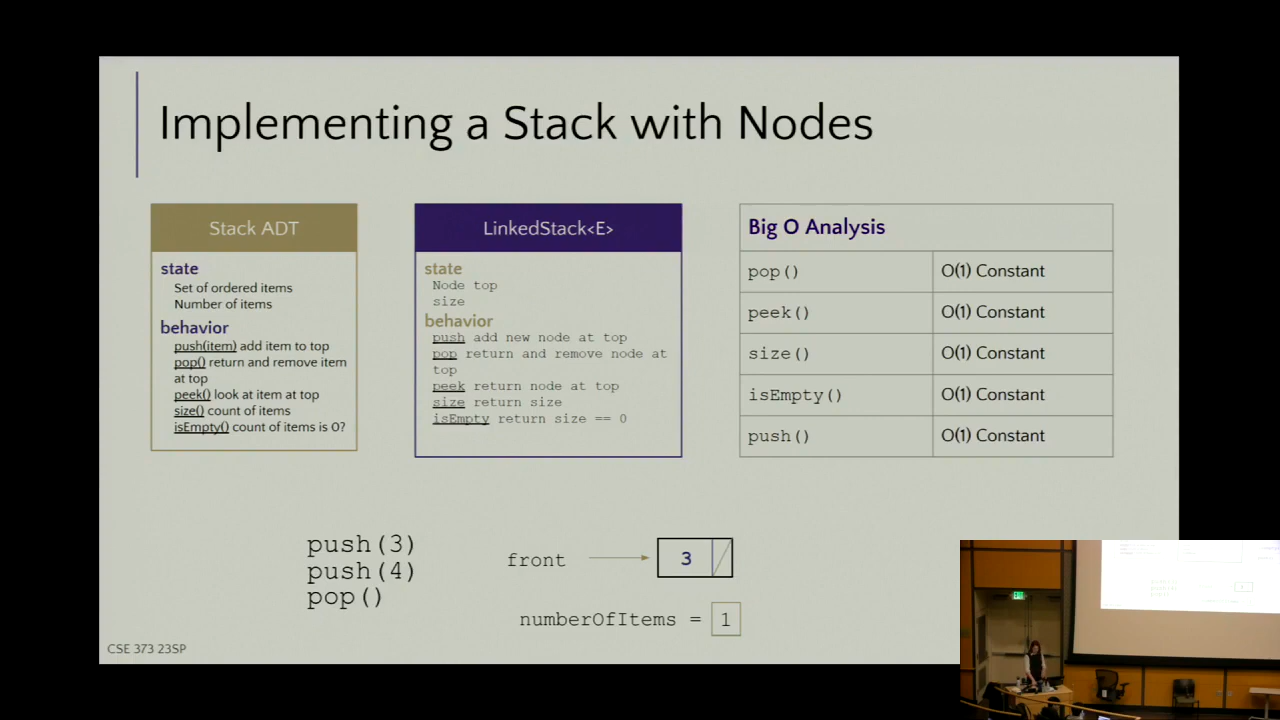 Implementing a Stack with Nodes
Stack ADT
state
Set of ordered items
Number of items
behavior
push(item) add item to top
pop() return and remove item
at top
peek() look at item at top
size() count of items
isEmpty() count of items is 0?
LinkedStack<E>
state
Node top
size
behavior
push add new node at top
pop return and remove node at
top
peek return node at top
size return size
isEmpty return size == 0
Big O Analysis
pop() O(1) Constant
peek() O(1) Constant
size() O(1) Constant
isEmpty() O(1) Constant
push() O(1) Constant
push(3)
push(4)
pop()
front 3
numberOfItems = 1
CSE 373 23SP